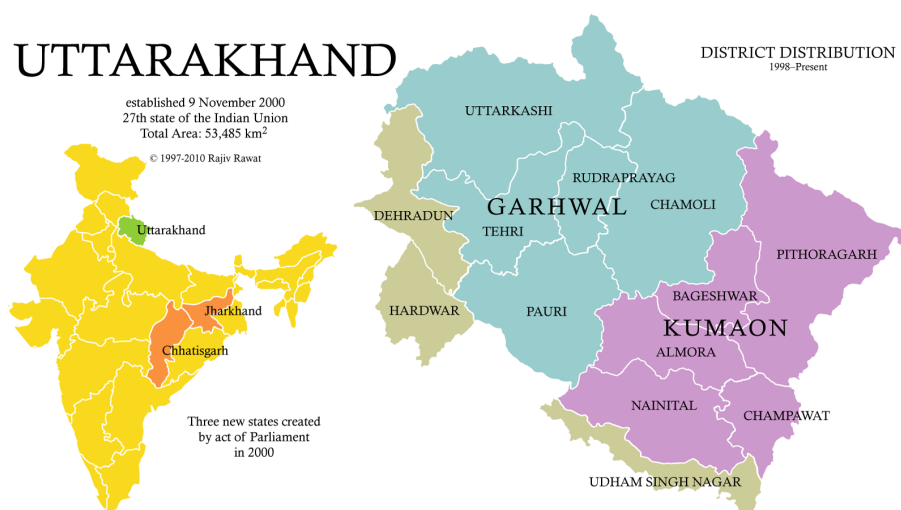 UTTARAKHAND
established 9 November 2000
27th state of the Indian Union
Total Area: 53,485 km²
© 1997-2010 Rajiv Rawat
Uttarakhand
Jharkhand
Chhatisgarh
Three new states created
by act of Parliament
in 2000
DISTRICT DISTRIBUTION
1998–Present
UTTARKASHI
RUDRAPRAYAG
CHAMOLI
GARHWAL
DEHRADUN
TEHRI
PITHORAGARH
HARDWAR
PAURI
BAGESHWAR
KUMAON
ALMORA
NAINITAL
CHAMPAWAT
UDHAM SINGH NAGAR